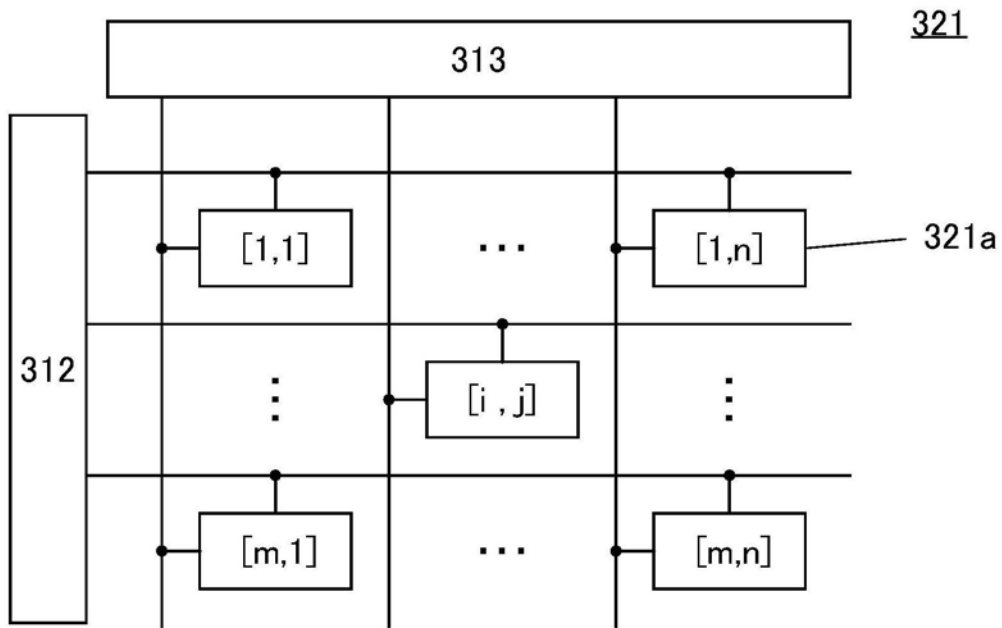 321
313
[1,1] ... [1,n]
321a
312
[i , j]
[m,1] ... [m,n]